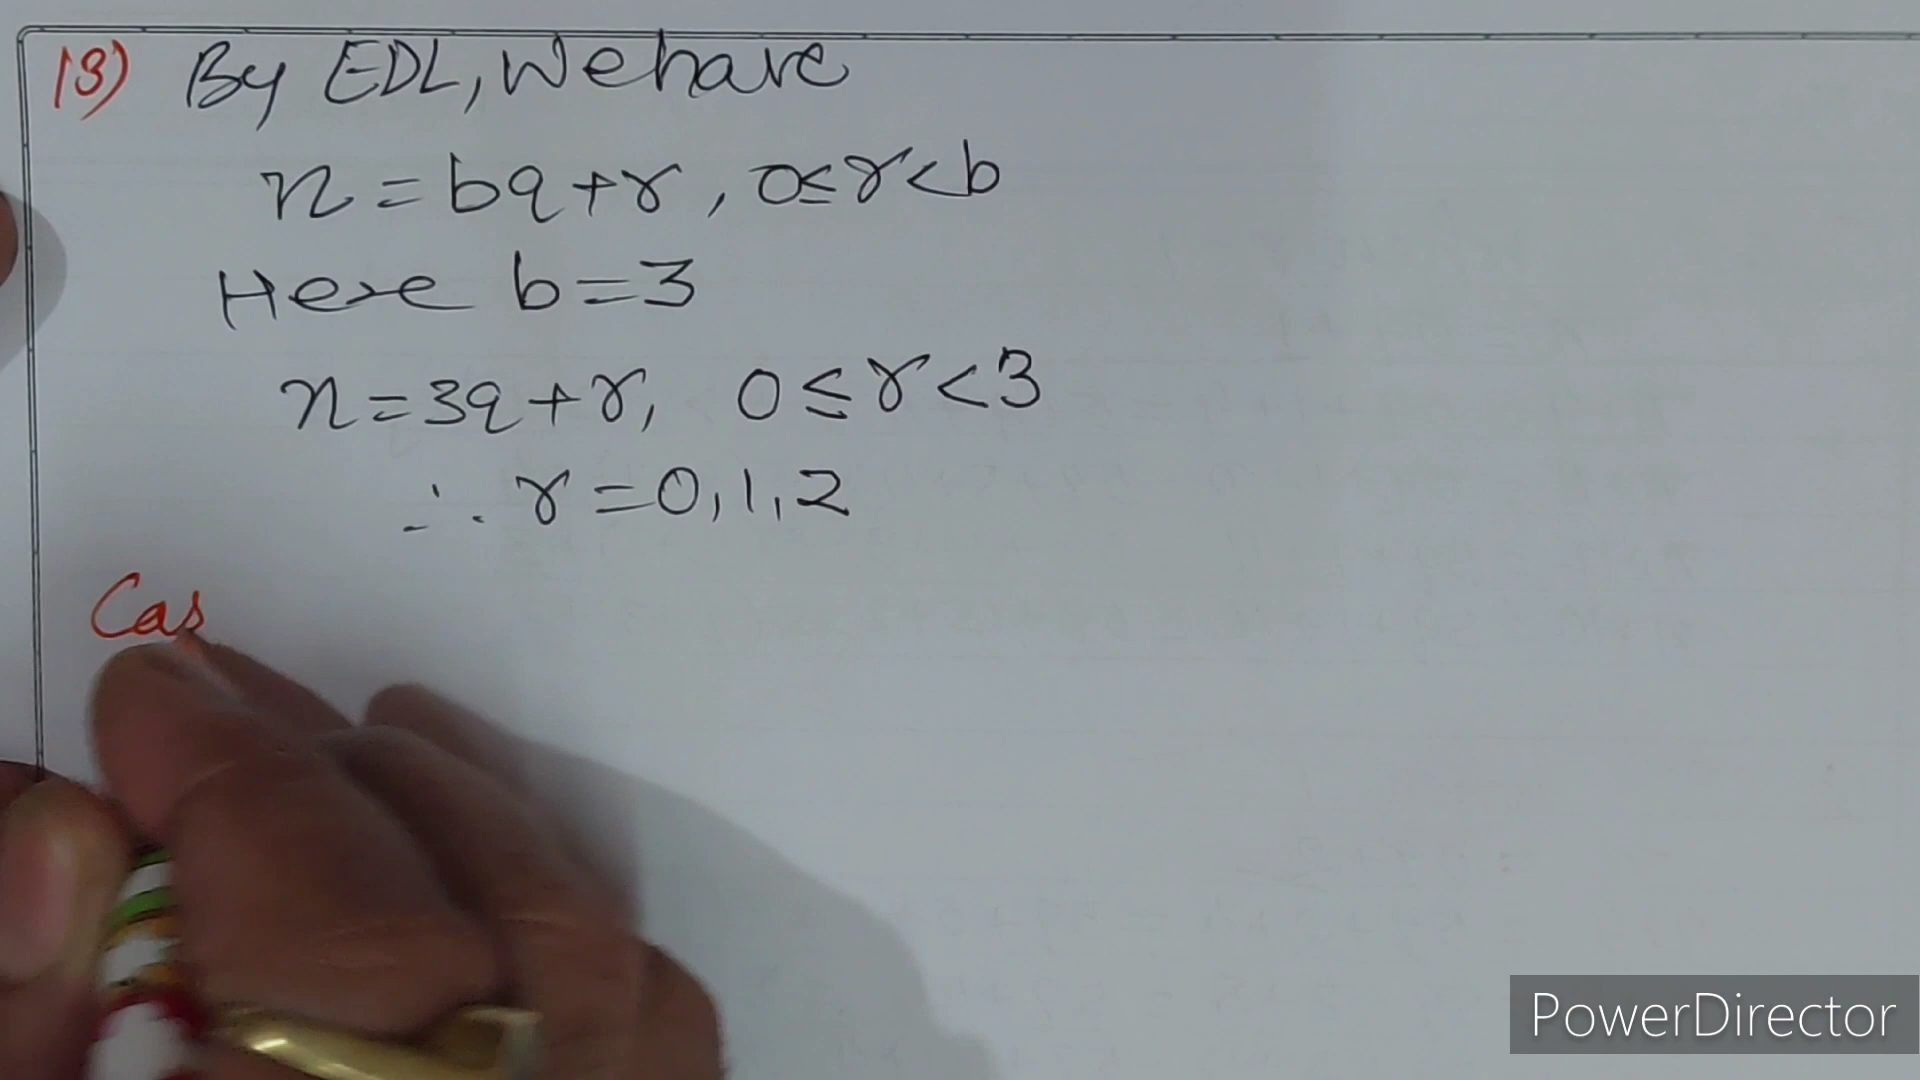 13) By EDL, We have
n = bq + r, 0 ≤ r < b
Here b = 3
n = 3q + r, 0 ≤ r < 3
∴ r = 0, 1, 2
Cas
PowerDirector